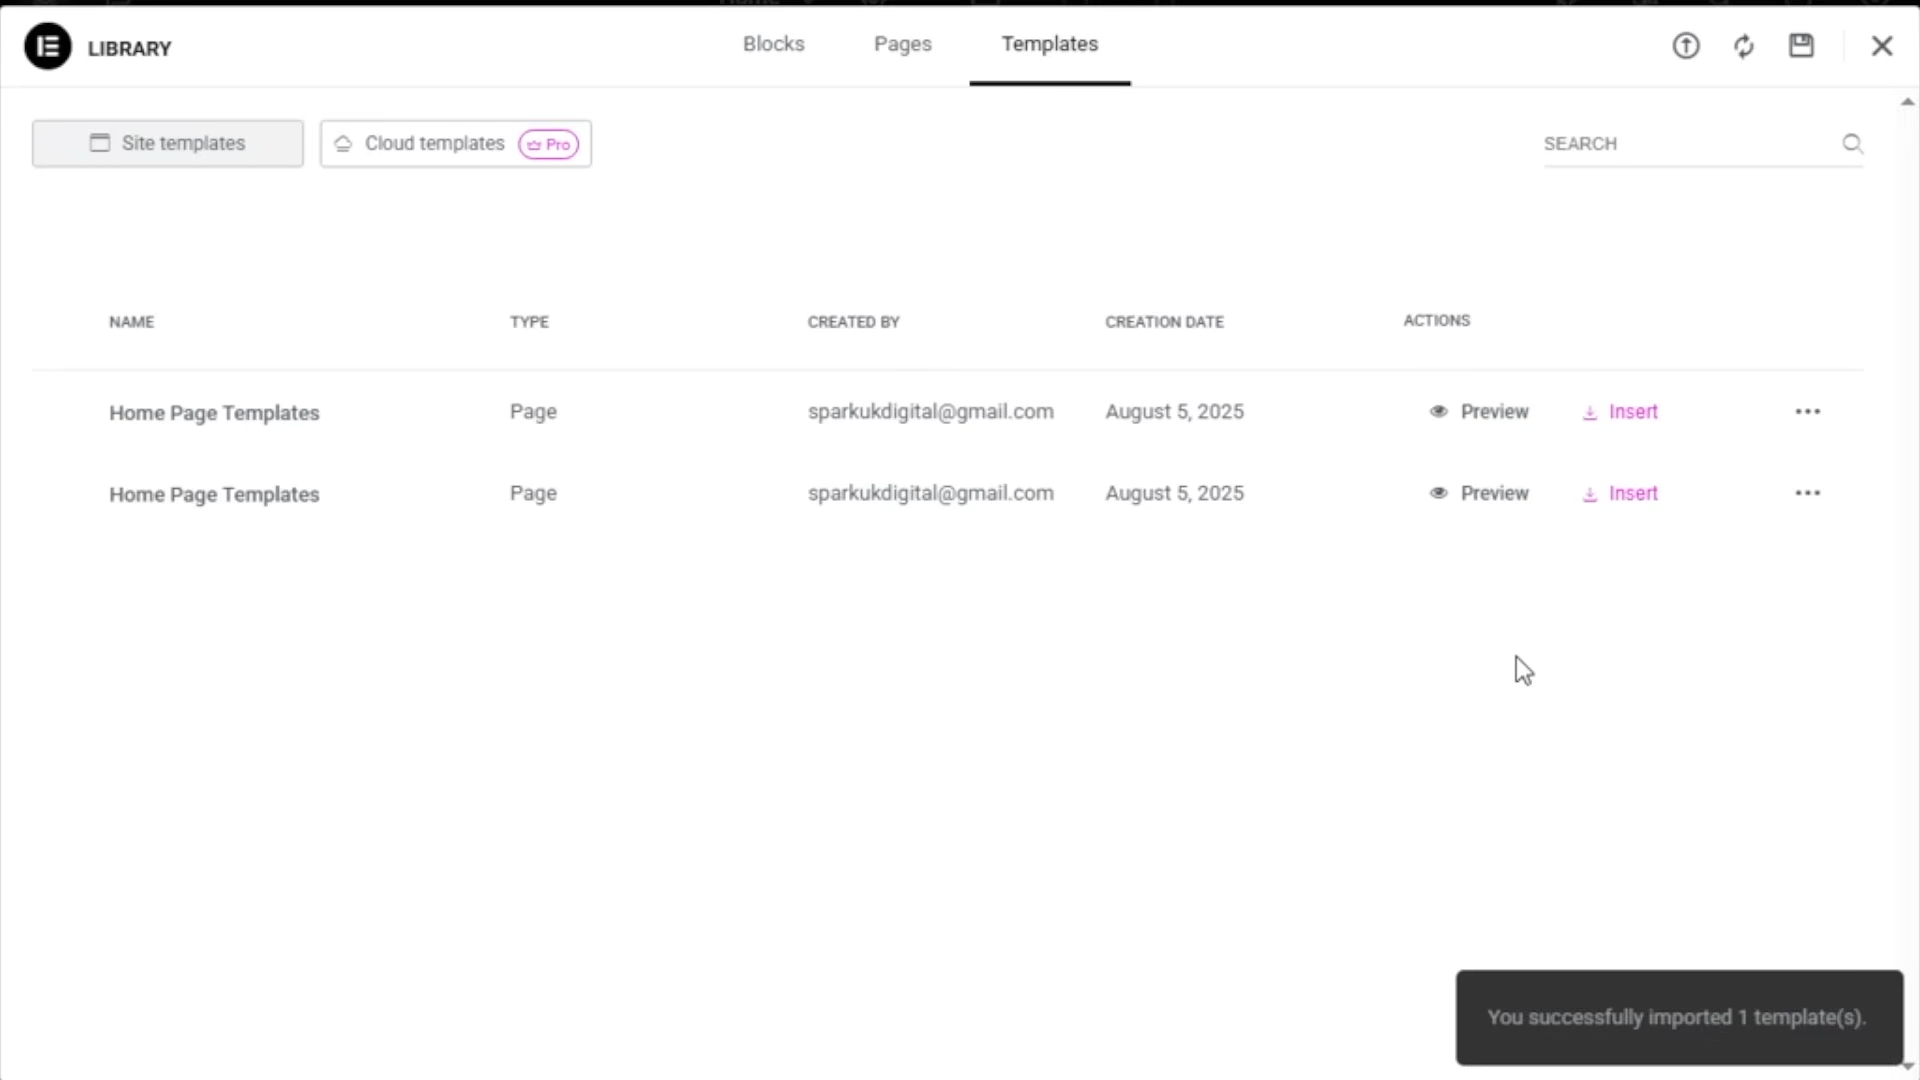 LIBRARY
Blocks Pages Templates
Site templates Cloud templates Pro SEARCH
NAME TYPE CREATED BY CREATION DATE ACTIONS
Home Page Templates Page sparkukdigital@gmail.com August 5, 2025 Preview Insert
Home Page Templates Page sparkukdigital@gmail.com August 5, 2025 Preview Insert
You successfully imported 1 template(s).